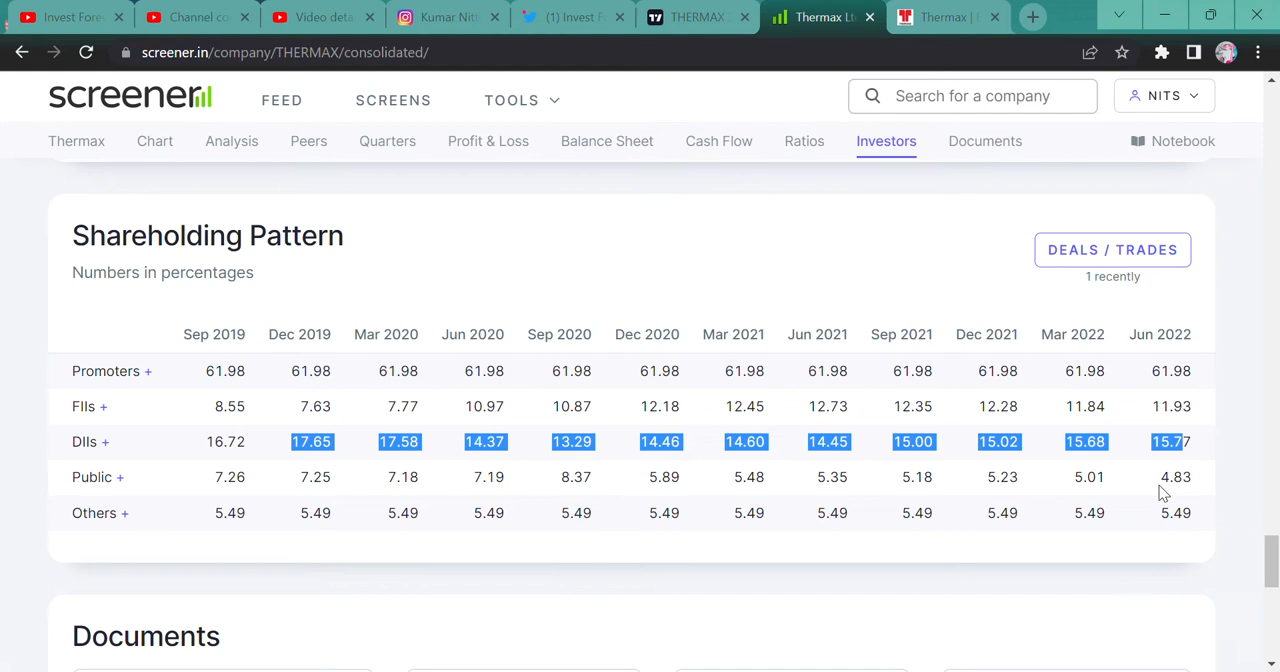 Invest Fore
Channel co
Video deta
Kumar Nitt
(1) Invest F
THERMAX
Thermax Lt
Thermax |
screener.in/company/THERMAX/consolidated/
screener
FEED
SCREENS
TOOLS
Search for a company
NITS
Thermax Chart Analysis Peers Quarters Profit & Loss Balance Sheet Cash Flow Ratios Investors Documents Notebook
Shareholding Pattern
Numbers in percentages
DEALS / TRADES
1 recently
Sep 2019 Dec 2019 Mar 2020 Jun 2020 Sep 2020 Dec 2020 Mar 2021 Jun 2021 Sep 2021 Dec 2021 Mar 2022 Jun 2022
Promoters + 61.98 61.98 61.98 61.98 61.98 61.98 61.98 61.98 61.98 61.98 61.98 61.98
FIIs + 8.55 7.63 7.77 10.97 10.87 12.18 12.45 12.73 12.35 12.28 11.84 11.93
DIIs + 16.72 17.65 17.58 14.37 13.29 14.46 14.60 14.45 15.00 15.02 15.68 15.77
Public + 7.26 7.25 7.18 7.19 8.37 5.89 5.48 5.35 5.18 5.23 5.01 4.83
Others + 5.49 5.49 5.49 5.49 5.49 5.49 5.49 5.49 5.49 5.49 5.49 5.49
Documents